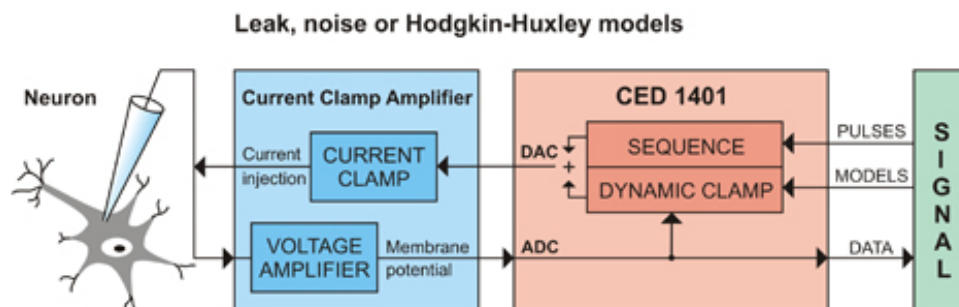 Leak, noise or Hodgkin-Huxley models
Neuron
Current Clamp Amplifier
CED 1401
Current
injection
CURRENT
CLAMP
DAC
+
SEQUENCE
DYNAMIC CLAMP
PULSES
MODELS
VOLTAGE
AMPLIFIER
Membrane
potential
ADC
DATA
SIGNAL